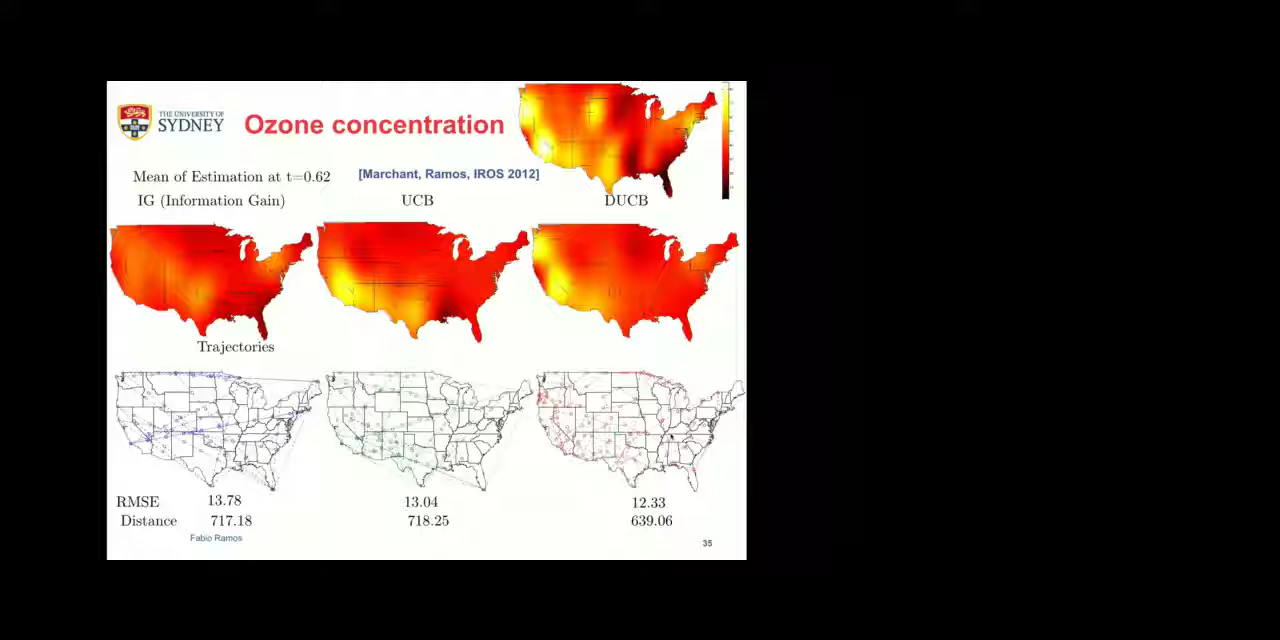 THE UNIVERSITY OF
SYDNEY
Ozone concentration
Mean of Estimation at t=0.62
[Marchant, Ramos, IROS 2012]
IG (Information Gain)
UCB
DUCB
Trajectories
RMSE 13.78 13.04 12.33
Distance 717.18 718.25 639.06
Fabio Ramos
35